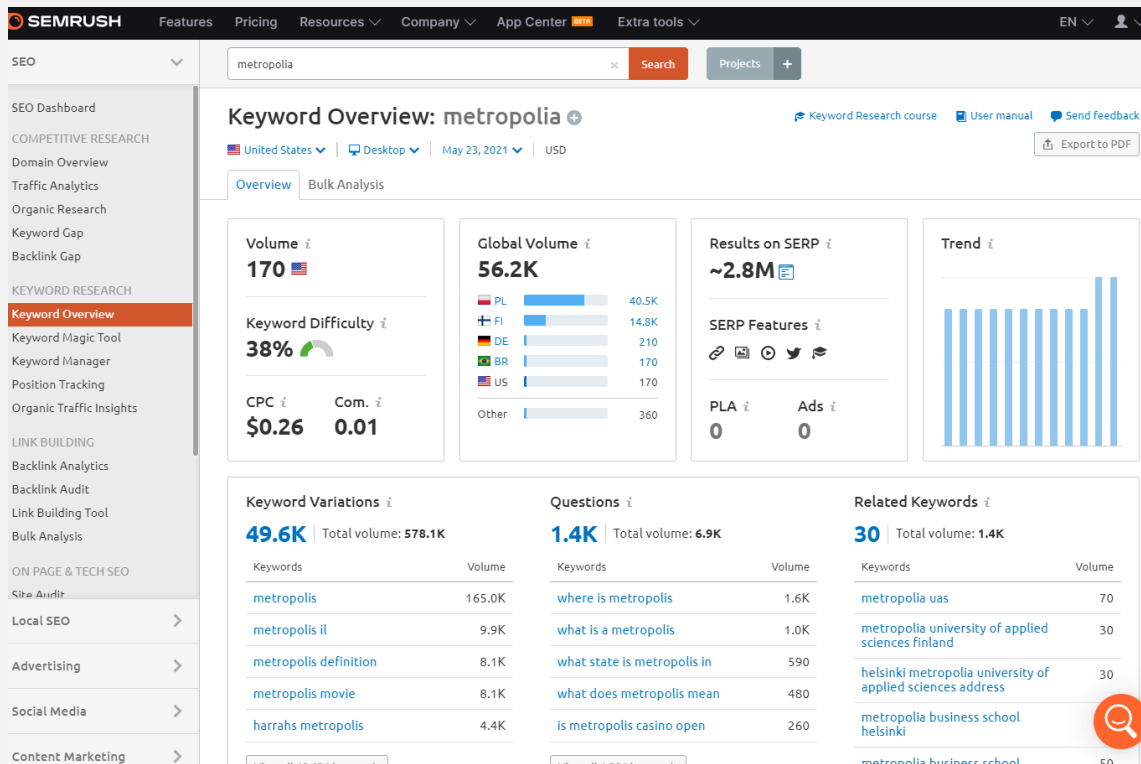 SEMRUSH Features Pricing Resources Company App Center BETA Extra tools EN
SEO
SEO Dashboard
COMPETITIVE RESEARCH
Domain Overview
Traffic Analytics
Organic Research
Keyword Gap
Backlink Gap
KEYWORD RESEARCH
Keyword Overview
Keyword Magic Tool
Keyword Manager
Position Tracking
Organic Traffic Insights
LINK BUILDING
Backlink Analytics
Backlink Audit
Link Building Tool
Bulk Analysis
ON PAGE & TECH SEO
Site Audit
Local SEO
Advertising
Social Media
Content Marketing
metropolia × Search Projects +
Keyword Overview: metropolia
Keyword Research course User manual Send feedback
United States Desktop May 23, 2021 USD
Export to PDF
Overview Bulk Analysis
Volume i
170
Keyword Difficulty i
38%
CPC i Com. i
$0.26 0.01
Global Volume i
56.2K
PL 40.5K
FI 14.8K
DE 210
BR 170
US 170
Other 360
Results on SERP i
~2.8M
SERP Features i
PLA i Ads i
0 0
Trend i
Keyword Variations i
49.6K Total volume: 578.1K
Keywords Volume
metropolis 165.0K
metropolis il 9.9K
metropolis definition 8.1K
metropolis movie 8.1K
harrahs metropolis 4.4K
Questions i
1.4K Total volume: 6.9K
Keywords Volume
where is metropolis 1.6K
what is a metropolis 1.0K
what state is metropolis in 590
what does metropolis mean 480
is metropolis casino open 260
Related Keywords i
30 Total volume: 1.4K
Keywords Volume
metropolia uas 70
metropolia university of applied 30
sciences finland
helsinki metropolia university of 30
applied sciences address
metropolia business school
helsinki
metropolia business school 50